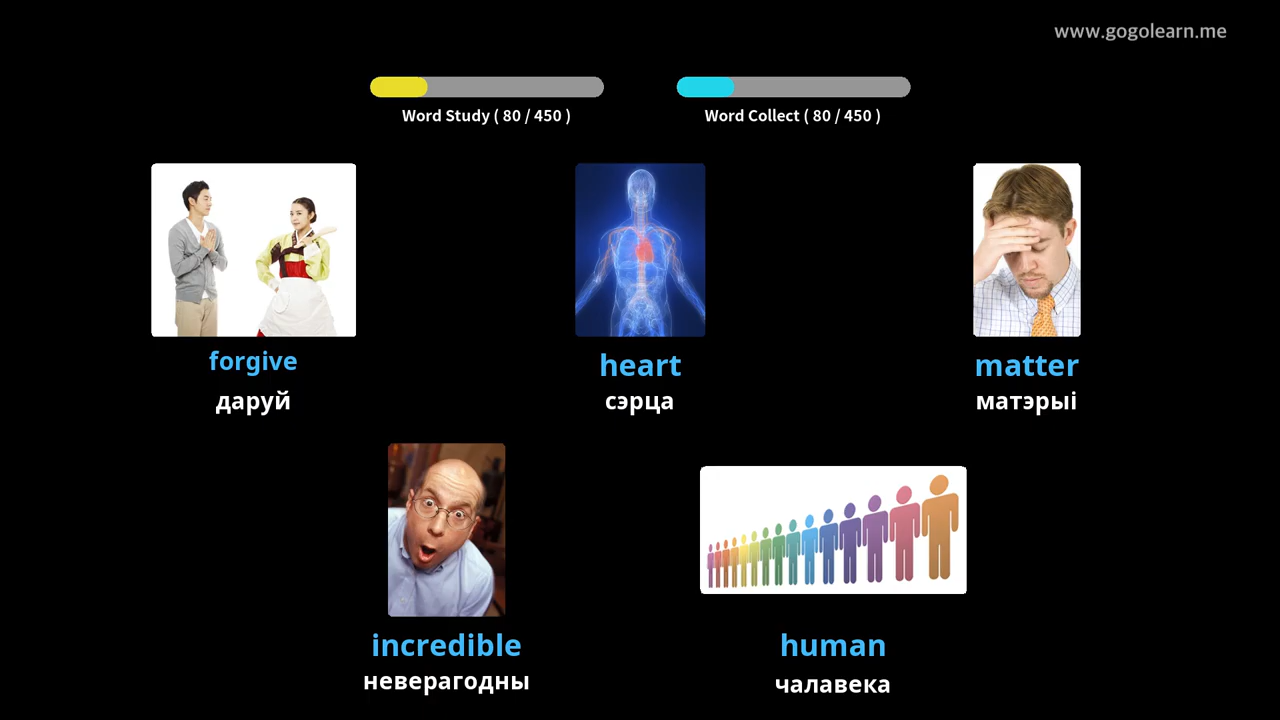 www.gogolearn.me
Word Study ( 80 / 450 )
Word Collect ( 80 / 450 )
forgive
даруй
heart
сэрца
matter
матэрыі
incredible
неверагодны
human
чалавека